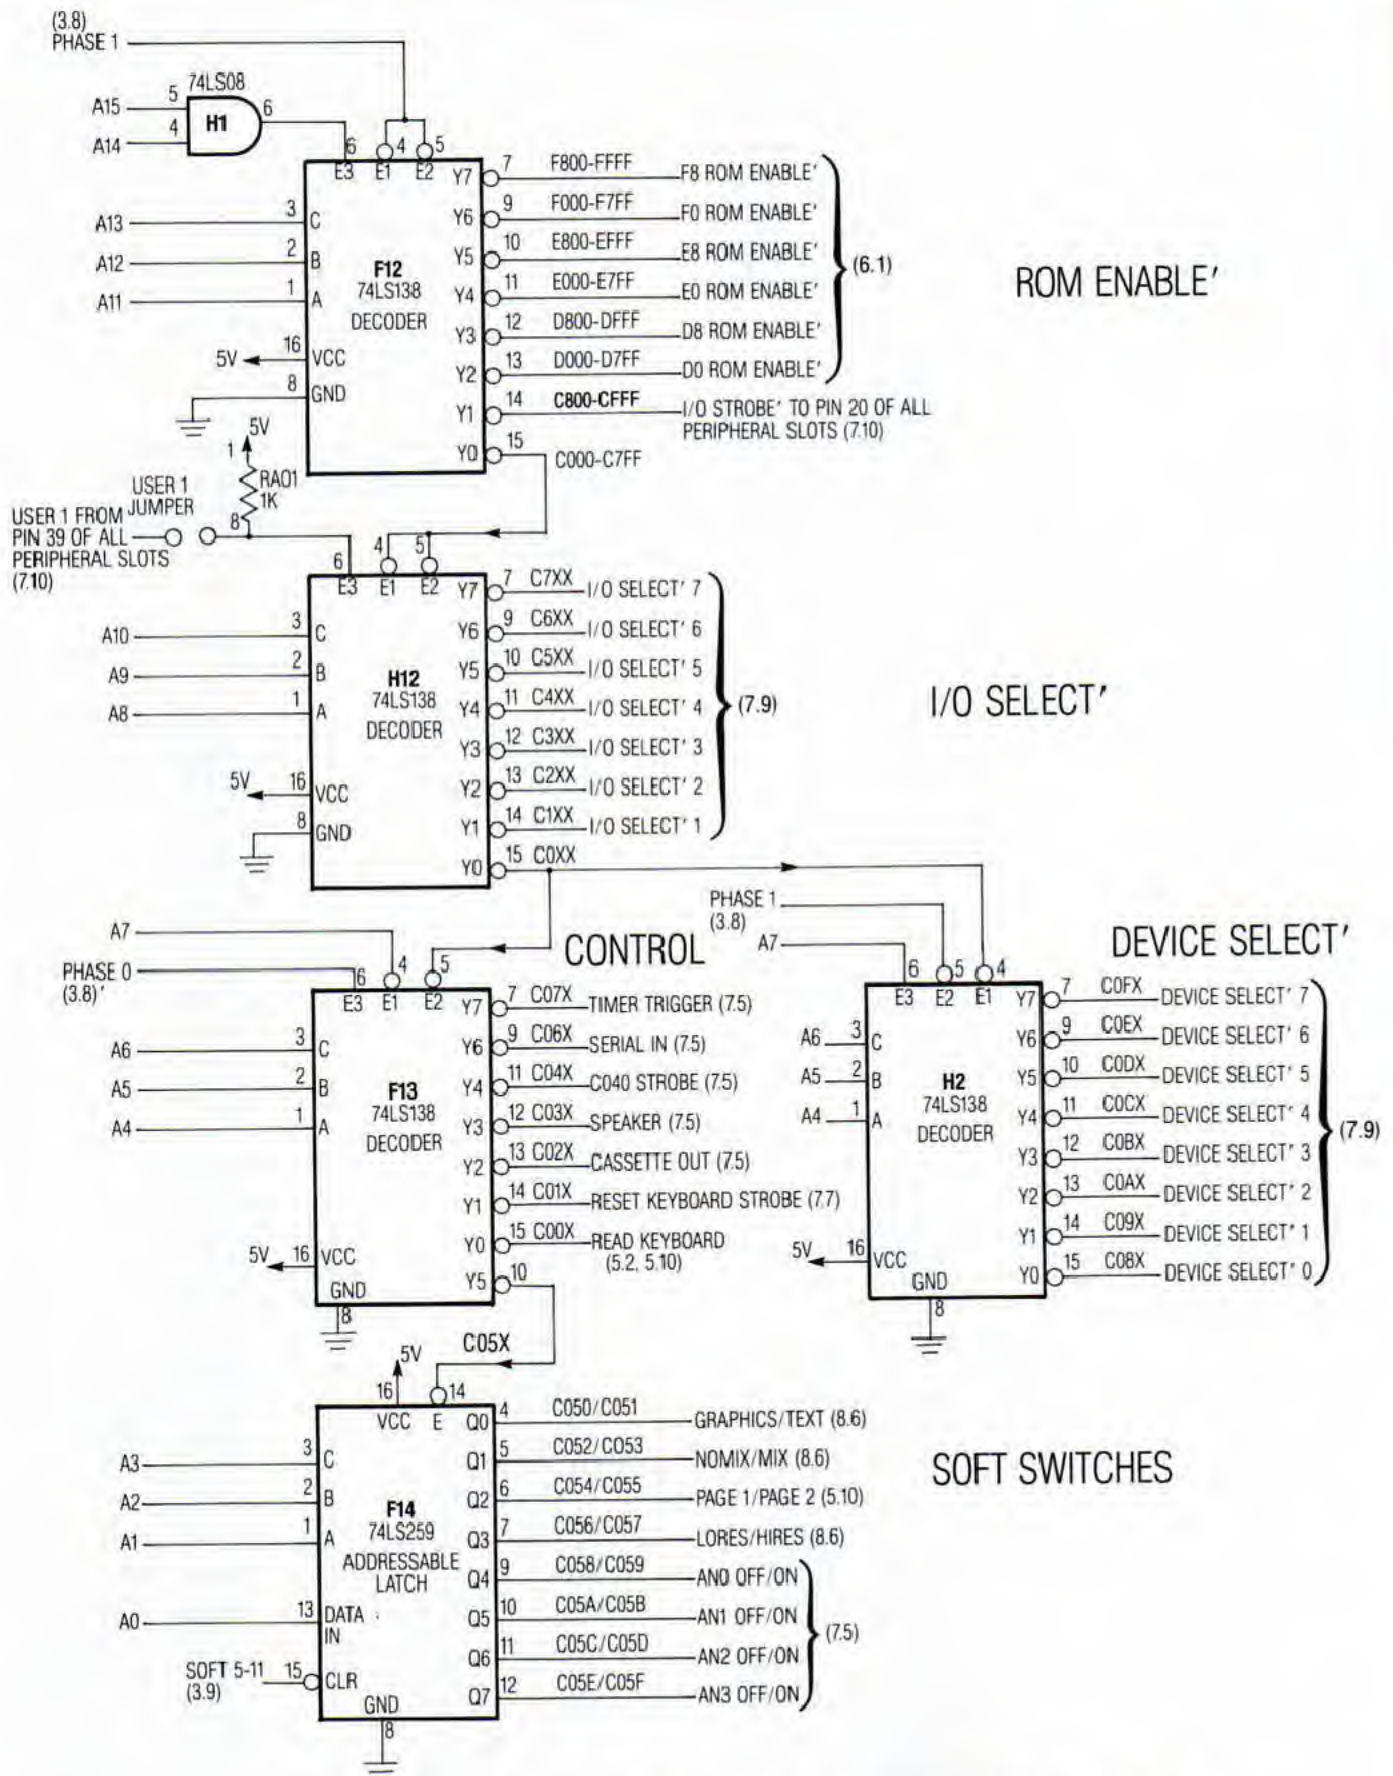 (3.8)
PHASE 1
74LS08
A15
5
6
A14
4
H1
6 4 5
E3 E1 E2
Y7 7 F800-FFFF F8 ROM ENABLE'
A13 3 C
Y6 9 F000-F7FF F0 ROM ENABLE'
A12 2 B
Y5 10 E800-EFFF E8 ROM ENABLE'
(6.1)
ROM ENABLE'
A11 1 A
F12
74LS138
DECODER
Y4 11 E000-E7FF E0 ROM ENABLE'
Y3 12 D800-DFFF D8 ROM ENABLE'
5V 16 VCC
Y2 13 D000-D7FF D0 ROM ENABLE'
8 GND
Y1 14 C800-CFFF I/O STROBE' TO PIN 20 OF ALL
PERIPHERAL SLOTS (7.10)
Y0 15 C000-C7FF
5V
1
RA01
1K
8
USER 1
JUMPER
USER 1 FROM
PIN 39 OF ALL
PERIPHERAL SLOTS
(7.10)
6 4 5
E3 E1 E2
Y7 7 C7XX I/O SELECT' 7
A10 3 C
Y6 9 C6XX I/O SELECT' 6
A9 2 B
Y5 10 C5XX I/O SELECT' 5
A8 1 A
H12
74LS138
DECODER
Y4 11 C4XX I/O SELECT' 4
(7.9)
I/O SELECT'
Y3 12 C3XX I/O SELECT' 3
5V 16 VCC
Y2 13 C2XX I/O SELECT' 2
8 GND
Y1 14 C1XX I/O SELECT' 1
Y0 15 C0XX
A7
PHASE 0
(3.8)'
CONTROL
6 4 5
E3 E1 E2
Y7 7 C07X TIMER TRIGGER (7.5)
A6 3 C
Y6 9 C06X SERIAL IN (7.5)
A5 2 B
Y4 11 C04X C040 STROBE (7.5)
A4 1 A
F13
74LS138
DECODER
Y3 12 C03X SPEAKER (7.5)
Y2 13 C02X CASSETTE OUT (7.5)
Y1 14 C01X RESET KEYBOARD STROBE (7.7)
5V 16 VCC
Y0 15 C00X READ KEYBOARD
(5.2, 5.10)
GND
8
Y5 10
C05X
PHASE 1
(3.8)
A7
DEVICE SELECT'
6 5 4
E3 E2 E1
Y7 7 C0FX DEVICE SELECT' 7
A6 3 C
Y6 9 C0EX DEVICE SELECT' 6
A5 2 B
Y5 10 C0DX DEVICE SELECT' 5
A4 1 A
H2
74LS138
DECODER
Y4 11 C0CX DEVICE SELECT' 4
(7.9)
Y3 12 C0BX DEVICE SELECT' 3
Y2 13 C0AX DEVICE SELECT' 2
Y1 14 C09X DEVICE SELECT' 1
5V 16 VCC
Y0 15 C08X DEVICE SELECT' 0
GND
8
5V
16 14
VCC E
Q0 4 C050/C051 GRAPHICS/TEXT (8.6)
A3 3 C
Q1 5 C052/C053 NOMIX/MIX (8.6)
SOFT SWITCHES
A2 2 B
Q2 6 C054/C055 PAGE 1/PAGE 2 (5.10)
A1 1 A
F14
74LS259
ADDRESSABLE
LATCH
Q3 7 C056/C057 LORES/HIRES (8.6)
Q4 9 C058/C059 AN0 OFF/ON
A0 13 DATA
IN
Q5 10 C05A/C05B AN1 OFF/ON
(7.5)
Q6 11 C05C/C05D AN2 OFF/ON
SOFT 5-11 15 CLR
(3.9)
Q7 12 C05E/C05F AN3 OFF/ON
GND
8